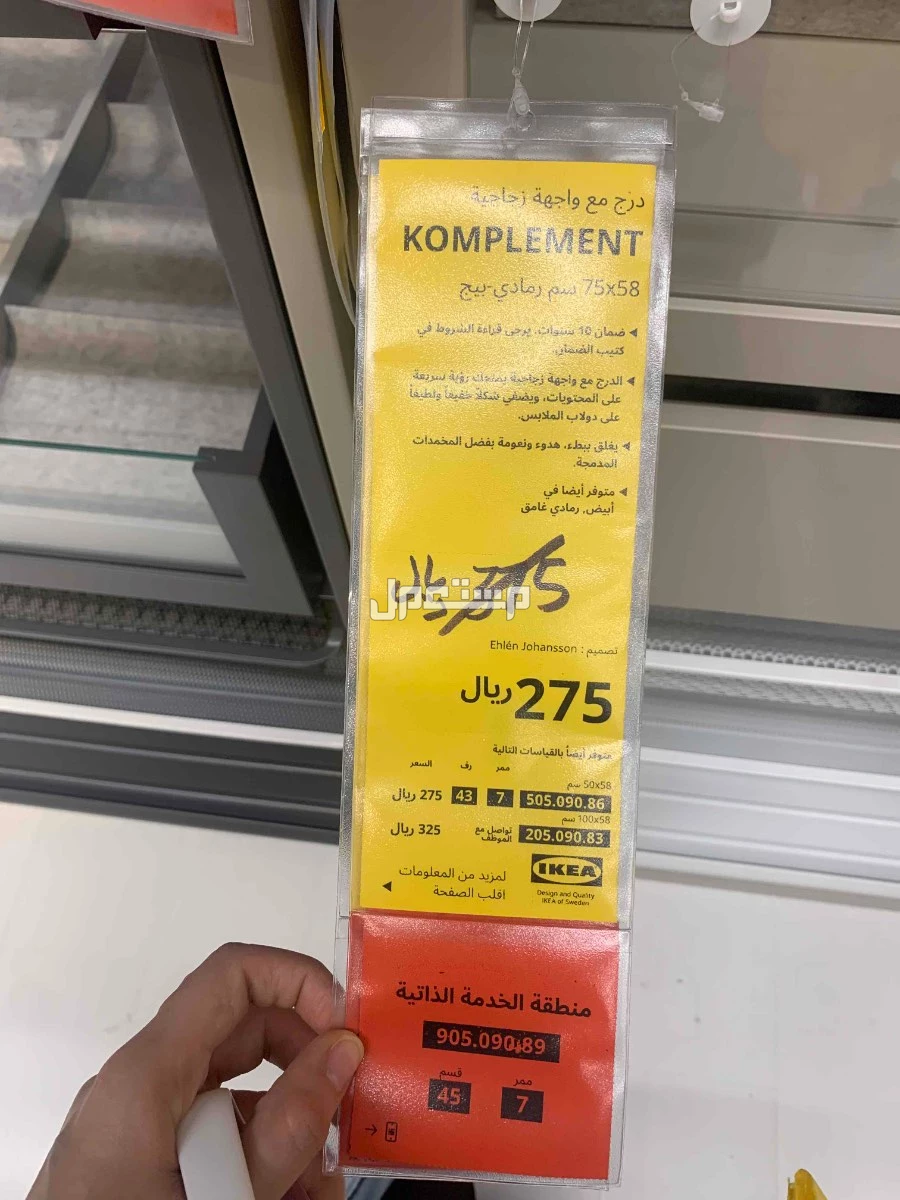 درج مع واجهة زجاجية
KOMPLEMENT
75x58 سم رمادي-بيج
ضمان 10 سنوات. يرجى قراءة الشروط في
كتيب الضمان.
الدرج مع واجهة زجاجية يمنحك رؤية سريعة
على المحتويات، ويضفي شكلاً خفيفاً ولطيفاً
على دولاب الملابس.
يغلق ببطء، هدوء ونعومة بفضل المخمدات
المدمجة.
متوفر أيضا في
أبيض, رمادي غامق
ريال
مستعمل
تصميم : Ehlén Johansson
275 ريال
متوفر أيضاً بالقياسات التالية
ممر رف السعر
50x58 سم
505.090.86 7 43 275 ريال
100x58 سم
205.090.83 تواصل مع الموظف 325 ريال
IKEA
Design and Quality
IKEA of Sweden
لمزيد من المعلومات
اقلب الصفحة
منطقة الخدمة الذاتية
905.090.89
ممر قسم
7 45